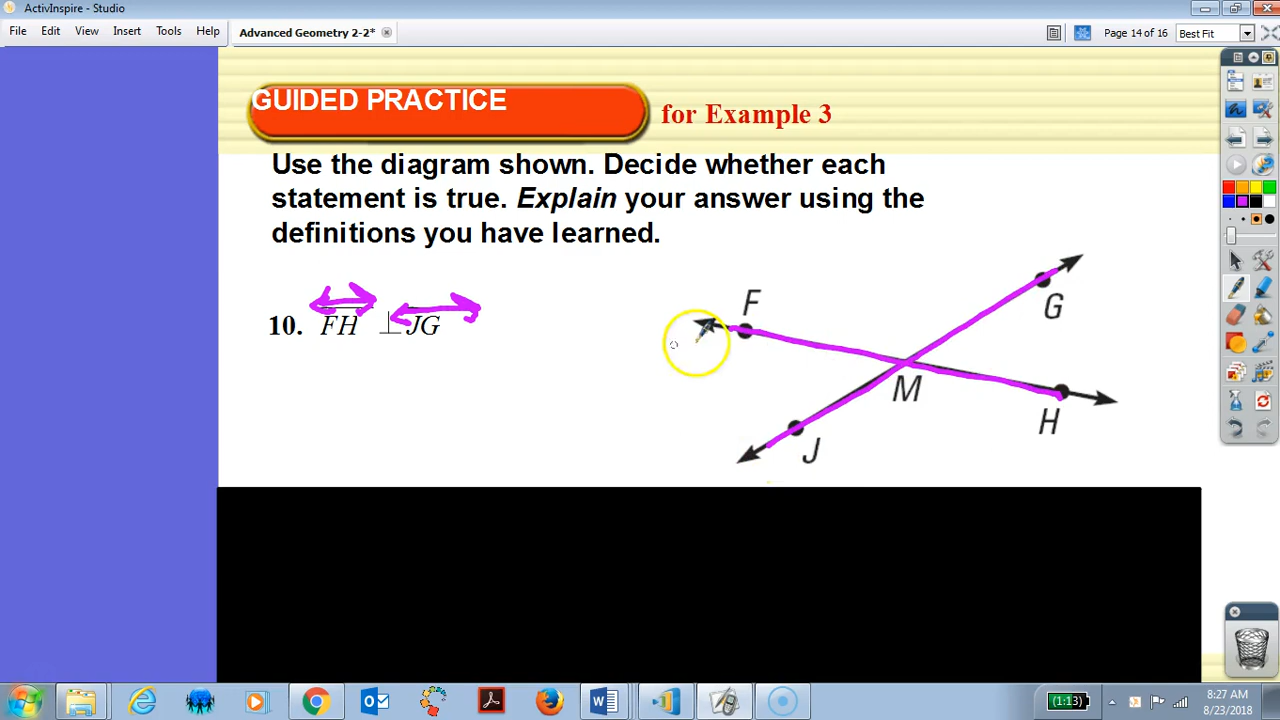 ActivInspire - Studio
File Edit View Insert Tools Help
Advanced Geometry 2-2*
Page 14 of 16
Best Fit
GUIDED PRACTICE
for Example 3
Use the diagram shown. Decide whether each
statement is true. Explain your answer using the
definitions you have learned.
10. FH ⊥ JG
F
G
M
H
J
(1:13)
8:27 AM
8/23/2018